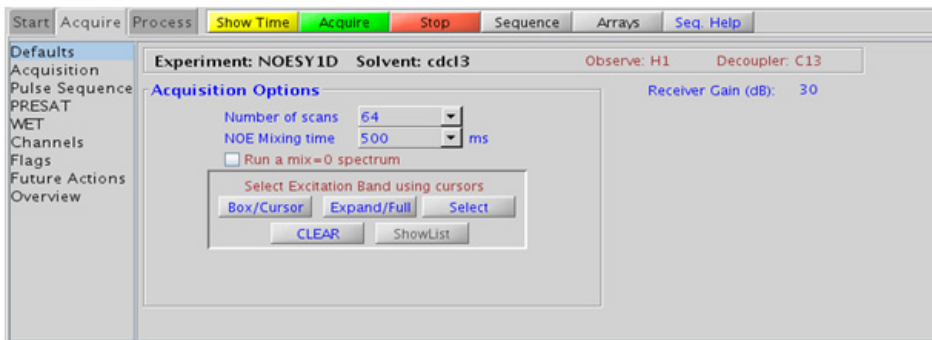 Start Acquire Process Show Time Acquire Stop Sequence Arrays Seq. Help
Defaults
Acquisition
Pulse Sequence
PRESAT
WET
Channels
Flags
Future Actions
Overview
Experiment: NOESY1D Solvent: cdcl3 Observe: H1 Decoupler: C13
Acquisition Options Receiver Gain (dB): 30
Number of scans 64
NOE Mixing time 500 ms
Run a mix=0 spectrum
Select Excitation Band using cursors
Box/Cursor Expand/Full Select
CLEAR ShowList